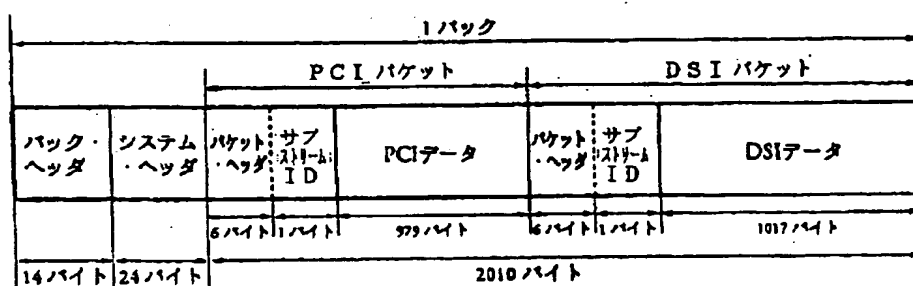 1パック
PCIパケット
DSIパケット
パック・
ヘッダ
システム
・ヘッダ
パケット
・ヘッダ
サブ
ストリーム
ID
PCIデータ
パケット
・ヘッダ
サブ
ストリーム
ID
DSIデータ
6バイト
1バイト
979バイト
6バイト
1バイト
1017バイト
14バイト
24バイト
2010バイト